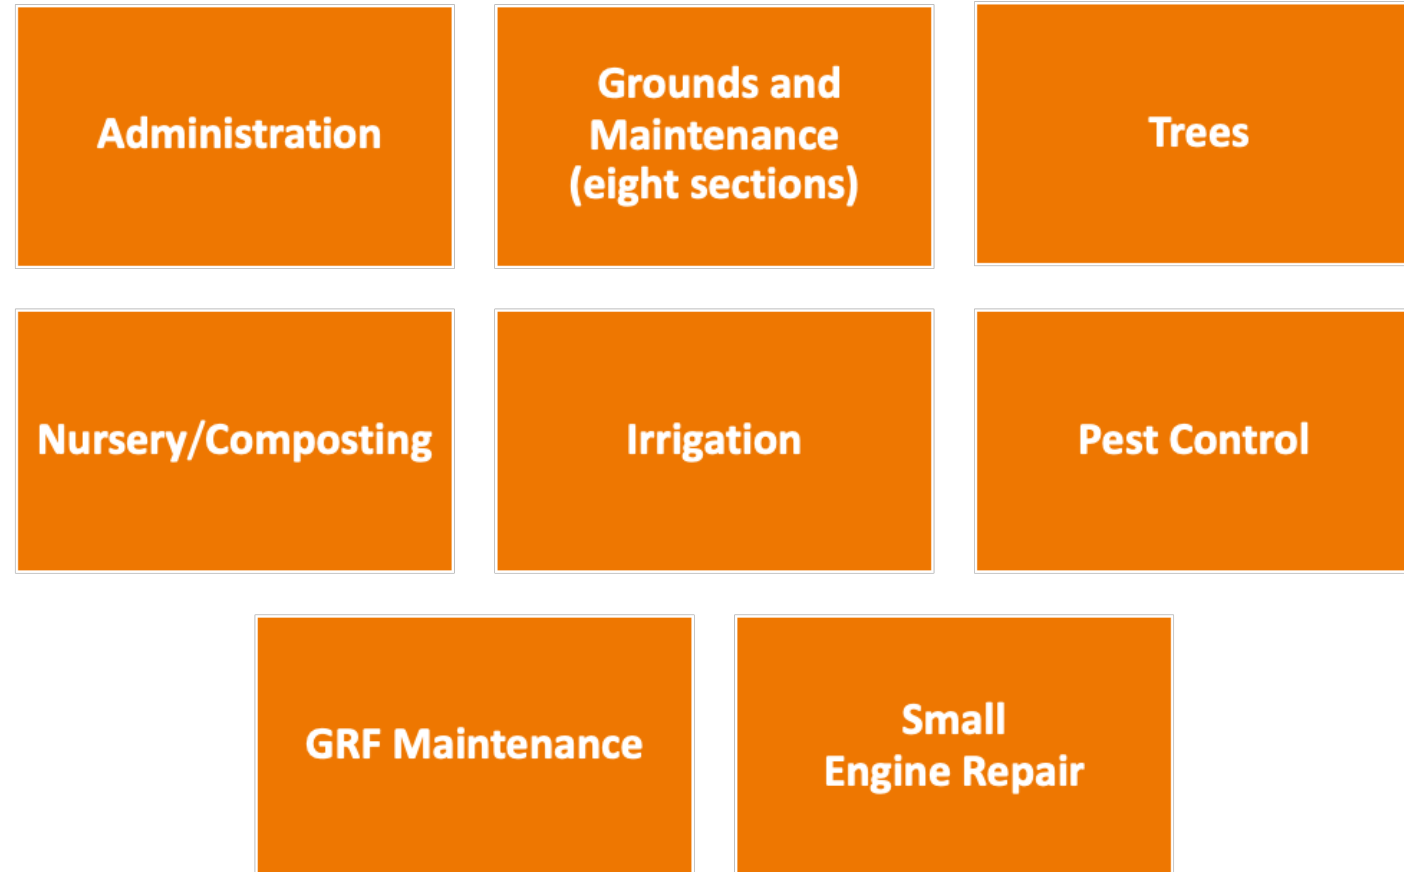 Administration
Grounds and
Maintenance
(eight sections)
Trees
Nursery/Composting
Irrigation
Pest Control
GRF Maintenance
Small
Engine Repair